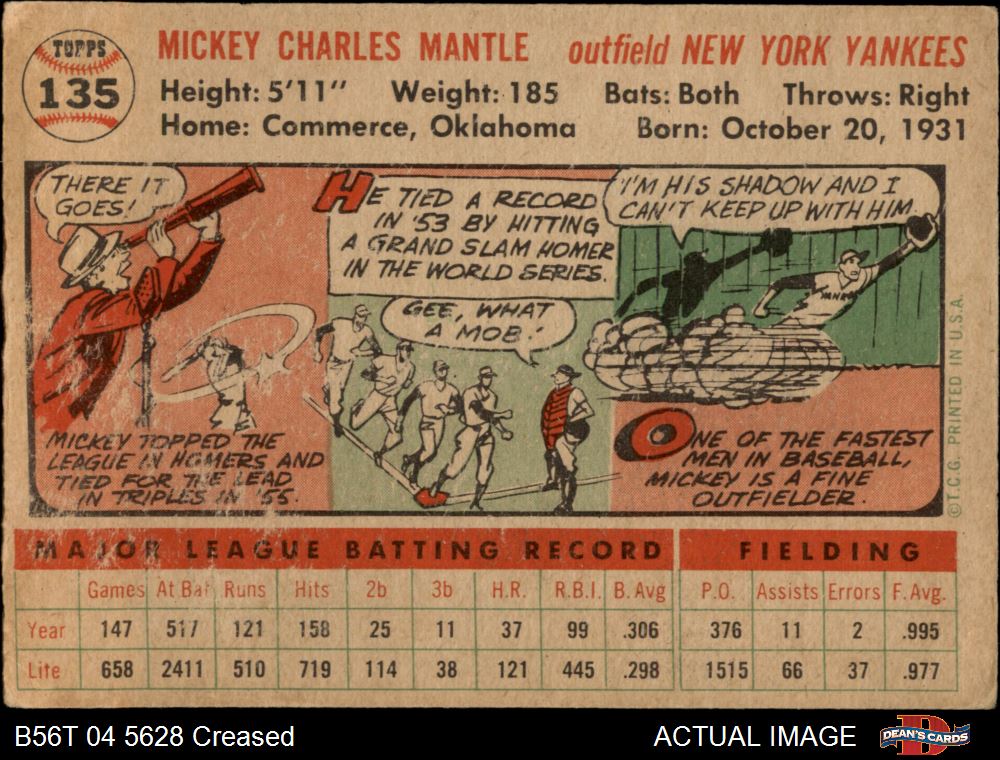 TOPPS
135
MICKEY CHARLES MANTLE outfield NEW YORK YANKEES
Height: 5'11" Weight: 185 Bats: Both Throws: Right
Home: Commerce, Oklahoma Born: October 20, 1931
THERE IT
GOES!
MICKEY TOPPED THE
LEAGUE IN HOMERS AND
TIED FOR THE LEAD
IN TRIPLES IN '55.
HE TIED A RECORD
IN '53 BY HITTING
A GRAND SLAM HOMER
IN THE WORLD SERIES.
GEE, WHAT
A MOB!
I'M HIS SHADOW AND I
CAN'T KEEP UP WITH HIM.
ONE OF THE FASTEST
MEN IN BASEBALL,
MICKEY IS A FINE
OUTFIELDER.
©T.C.G. PRINTED IN U.S.A.
MAJOR LEAGUE BATTING RECORD FIELDING
Games At Bat Runs Hits 2b 3b H.R. R.B.I. B. Avg P.O. Assists Errors F. Avg.
Year 147 517 121 158 25 11 37 99 .306 376 11 2 .995
Life 658 2411 510 719 114 38 121 445 .298 1515 66 37 .977
B56T 04 5628 Creased ACTUAL IMAGE DEAN'S CARDS